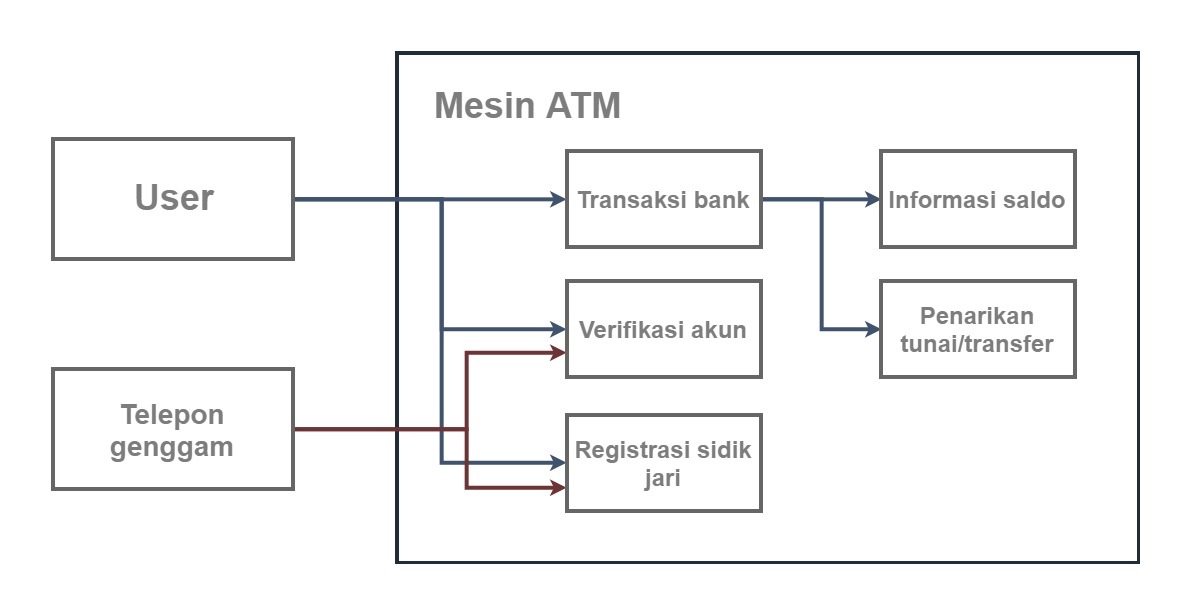 Mesin ATM
User
Transaksi bank
Informasi saldo
Verifikasi akun
Penarikan
tunai/transfer
Telepon
genggam
Registrasi sidik
jari